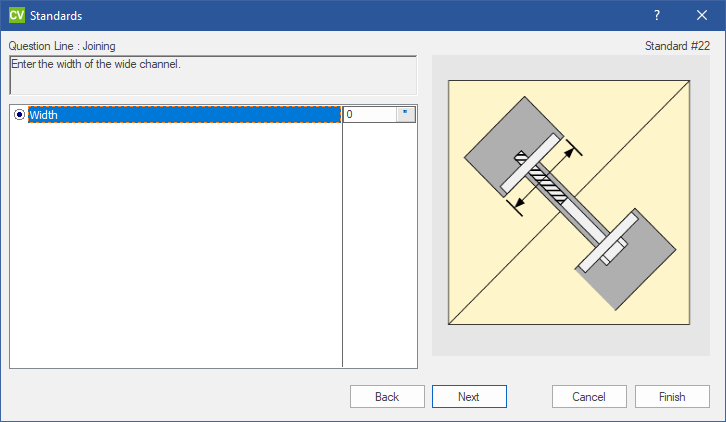 CV Standards ?
Question Line : Joining
Standard #22
Enter the width of the wide channel.
Width 0 "
Back Next Cancel Finish